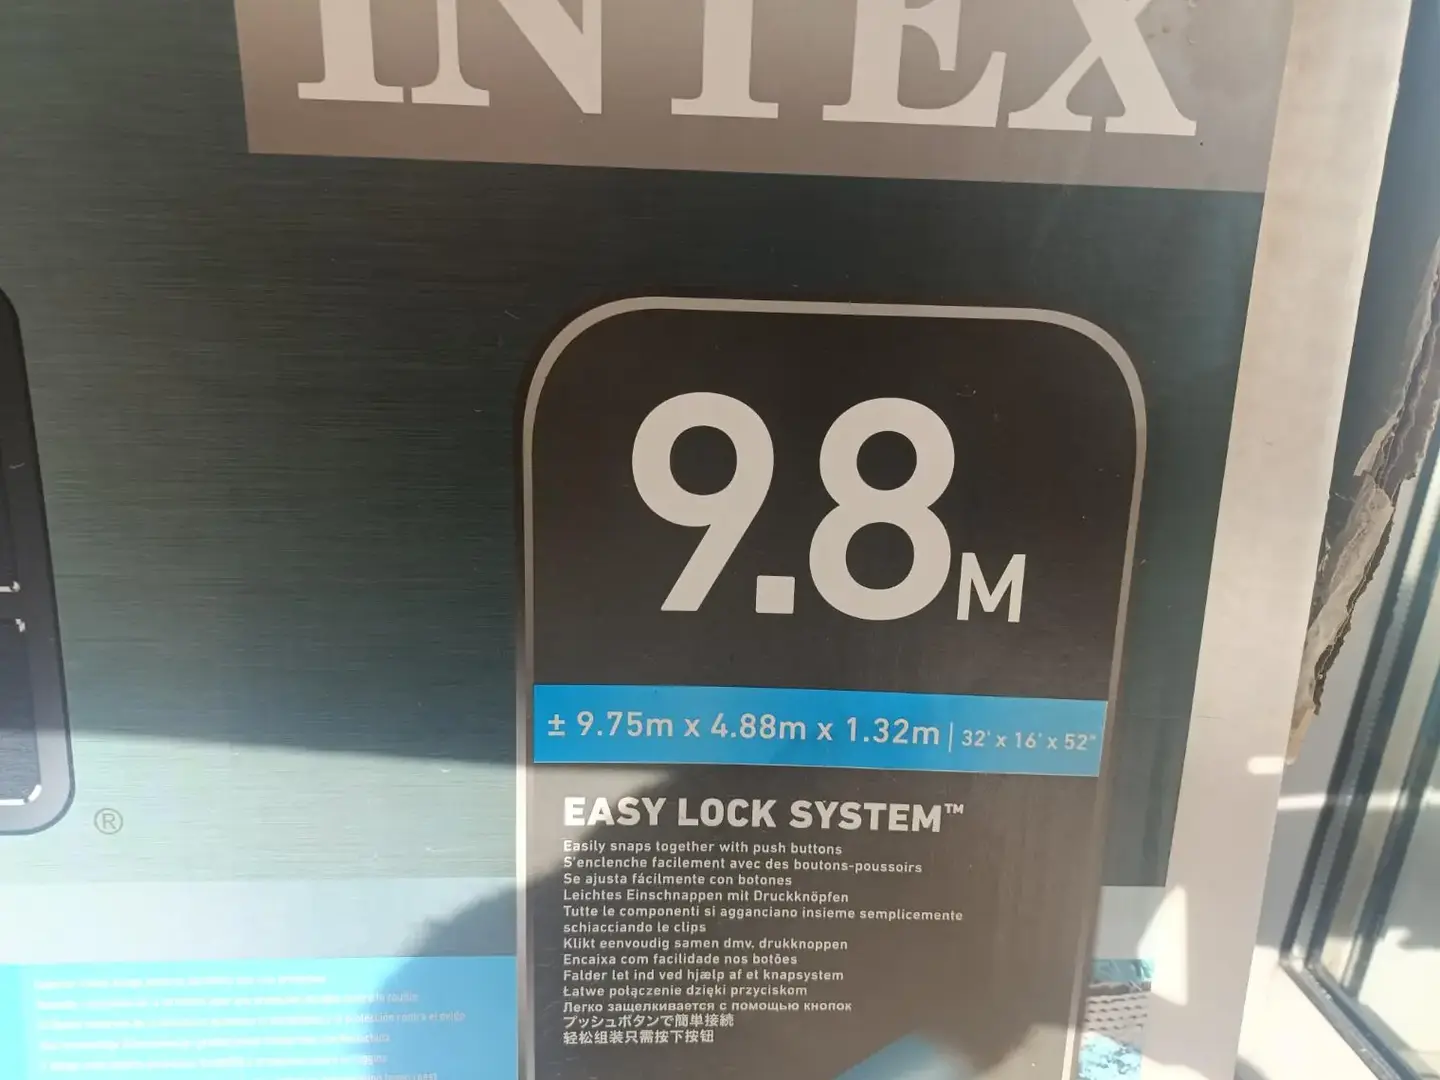 INTEX
9.8M
± 9.75m x 4.88m x 1.32m | 32' x 16' x 52"
EASY LOCK SYSTEM™
Easily snaps together with push buttons
S'enclenche facilement avec des boutons-poussoirs
Se ajusta fácilmente con botones
Leichtes Einschnappen mit Druckknöpfen
Tutte le componenti si agganciano insieme semplicemente
schiacciando le clips
Klikt eenvoudig samen dmv. drukknoppen
Encaixa com facilidade nos botões
Falder let ind ved hjælp af et knapsystem
Łatwe połączenie dzięki przyciskom
Легко защелкивается с помощью кнопок
プッシュボタンで簡単接続
轻松组装只需按下按钮
®